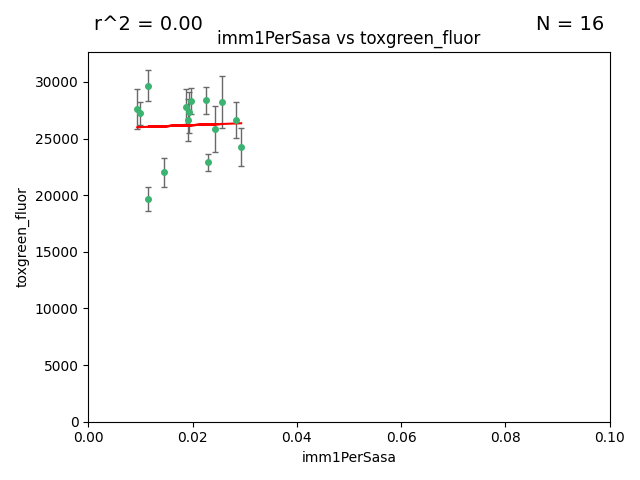 r^2 = 0.00
N = 16
imm1PerSasa vs toxgreen_fluor
30000
25000
20000
15000
10000
5000
0
toxgreen_fluor
0.00 0.02 0.04 0.06 0.08 0.10
imm1PerSasa